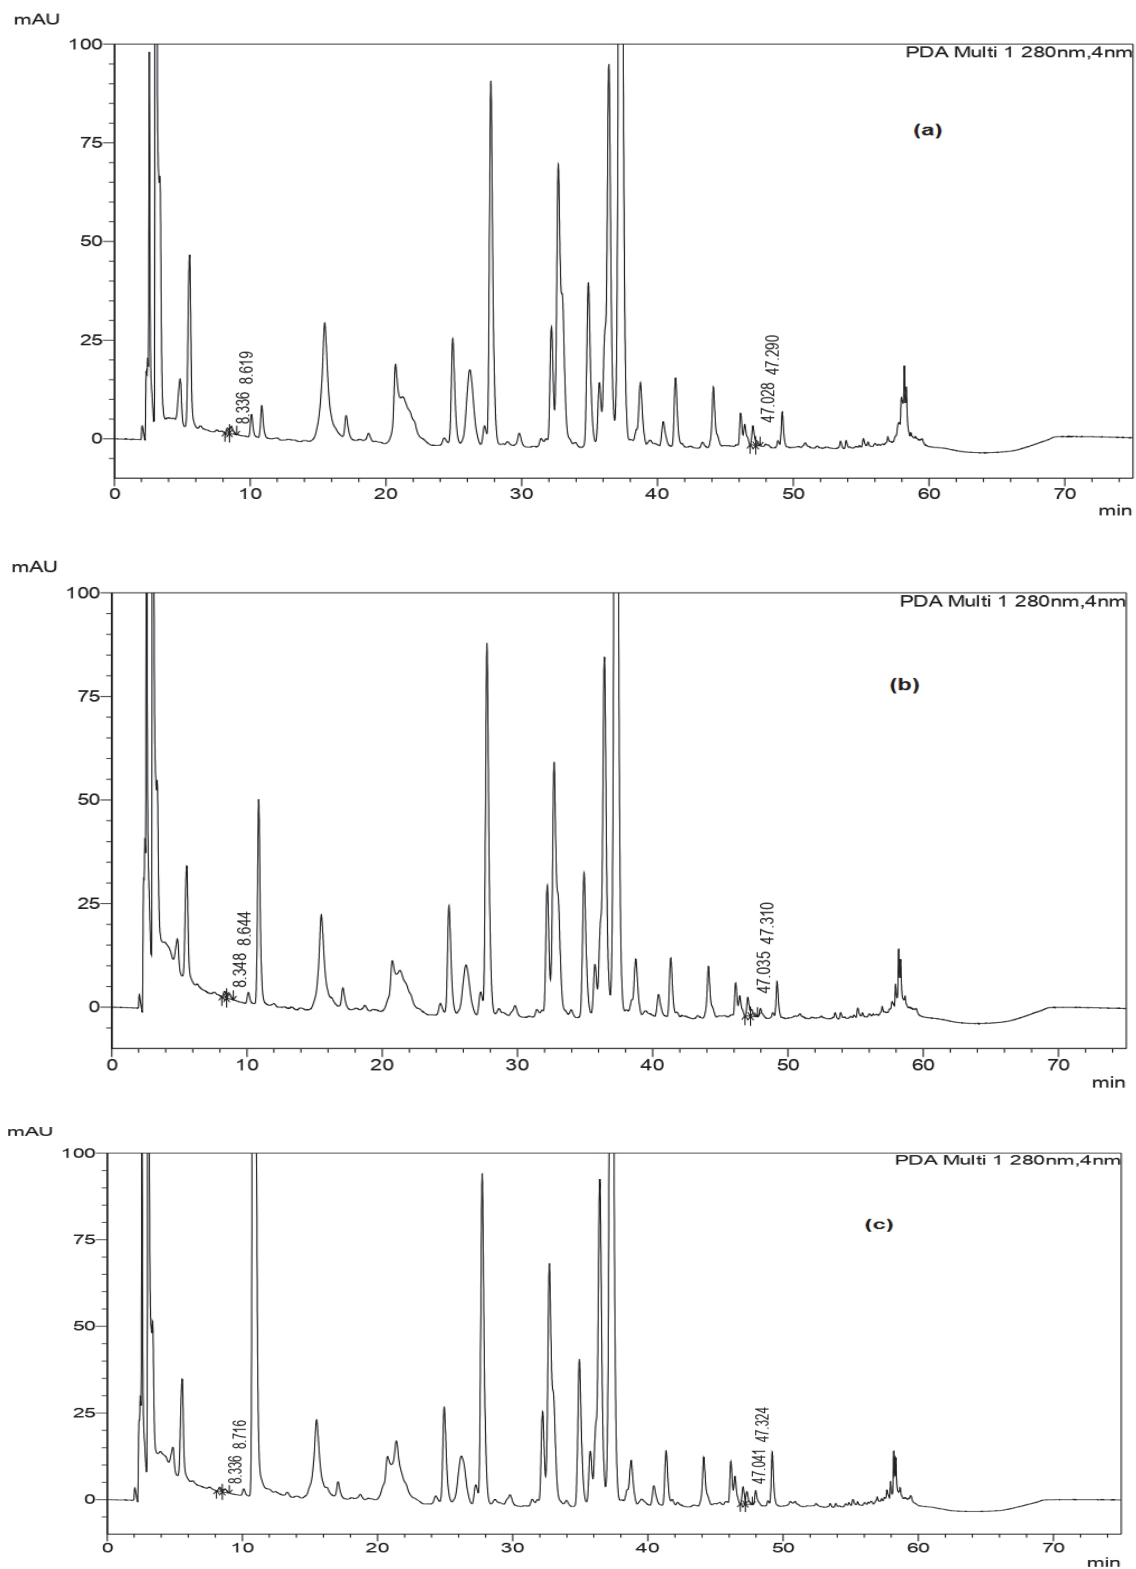 mAU
100
PDA Multi 1 280nm,4nm
(a)
75
50
25
8.336 8.619
47.028 47.290
0
0 10 20 30 40 50 60 70
min
mAU
100
PDA Multi 1 280nm,4nm
(b)
75
50
25
8.348 8.644
47.035 47.310
0
0 10 20 30 40 50 60 70
min
mAU
100
PDA Multi 1 280nm,4nm
(c)
75
50
25
8.336 8.716
47.041 47.324
0
0 10 20 30 40 50 60 70
min